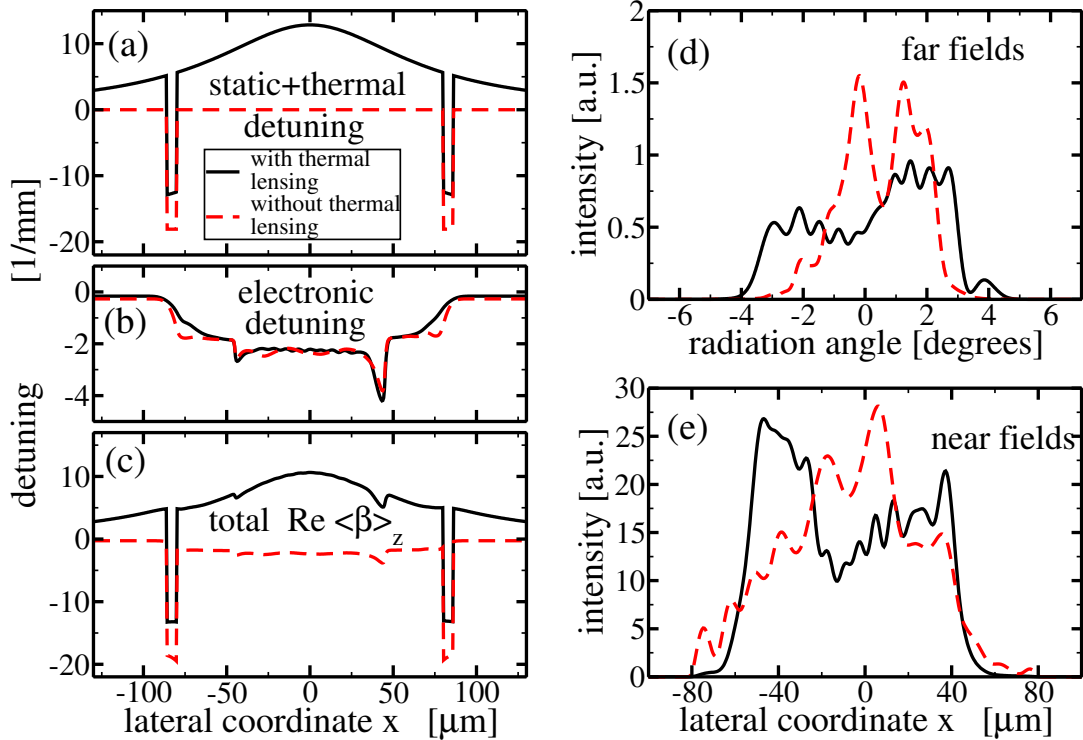 (a)
10
0
-10
-20
static+thermal
detuning
with thermal
lensing
without thermal
lensing
[1/mm]
detuning
(b)
0
-2
-4
electronic
detuning
(c)
10
0
-10
-20
total Re <β>z
-100 -50 0 50 100
lateral coordinate x [μm]
(d)
far fields
2
1.5
1
0.5
0
intensity [a.u.]
-6 -4 -2 0 2 4 6
radiation angle [degrees]
(e)
near fields
30
25
20
15
10
5
0
intensity [a.u.]
-80 -40 0 40 80
lateral coordinate x [μm]